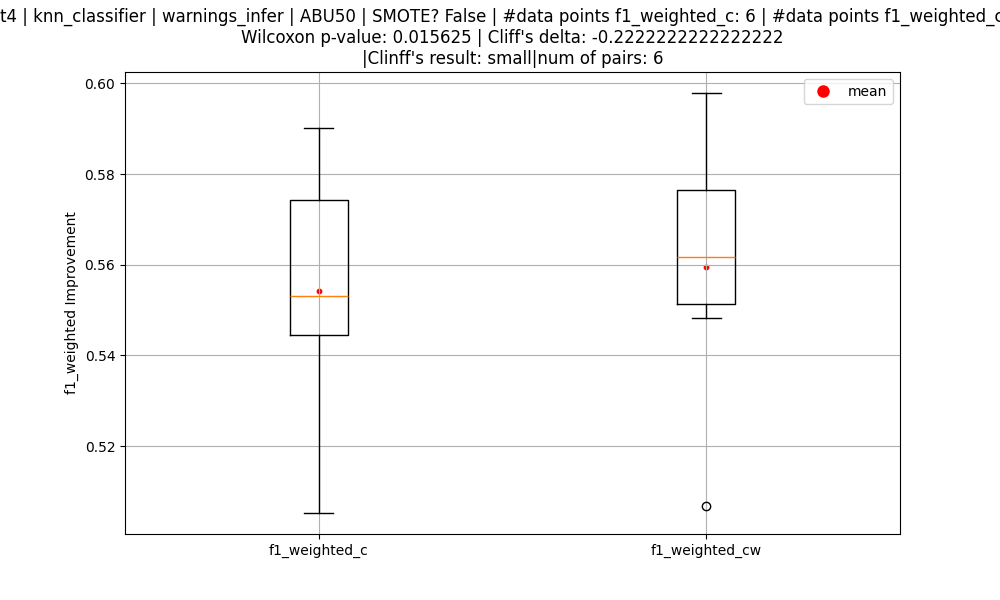 t4 | knn_classifier | warnings_infer | ABU50 | SMOTE? False | #data points f1_weighted_c: 6 | #data points f1_weighted_c
Wilcoxon p-value: 0.015625 | Cliff's delta: -0.2222222222222222
|Clinff's result: small|num of pairs: 6
mean
0.60
0.58
0.56
0.54
0.52
f1_weighted Improvement
f1_weighted_c
f1_weighted_cw